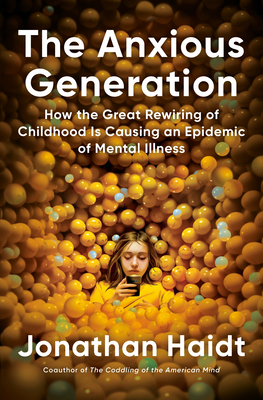 The Anxious
Generation
How the Great Rewiring of
Childhood Is Causing an Epidemic
of Mental Illness
Jonathan Haidt
Coauthor of The Coddling of the American Mind